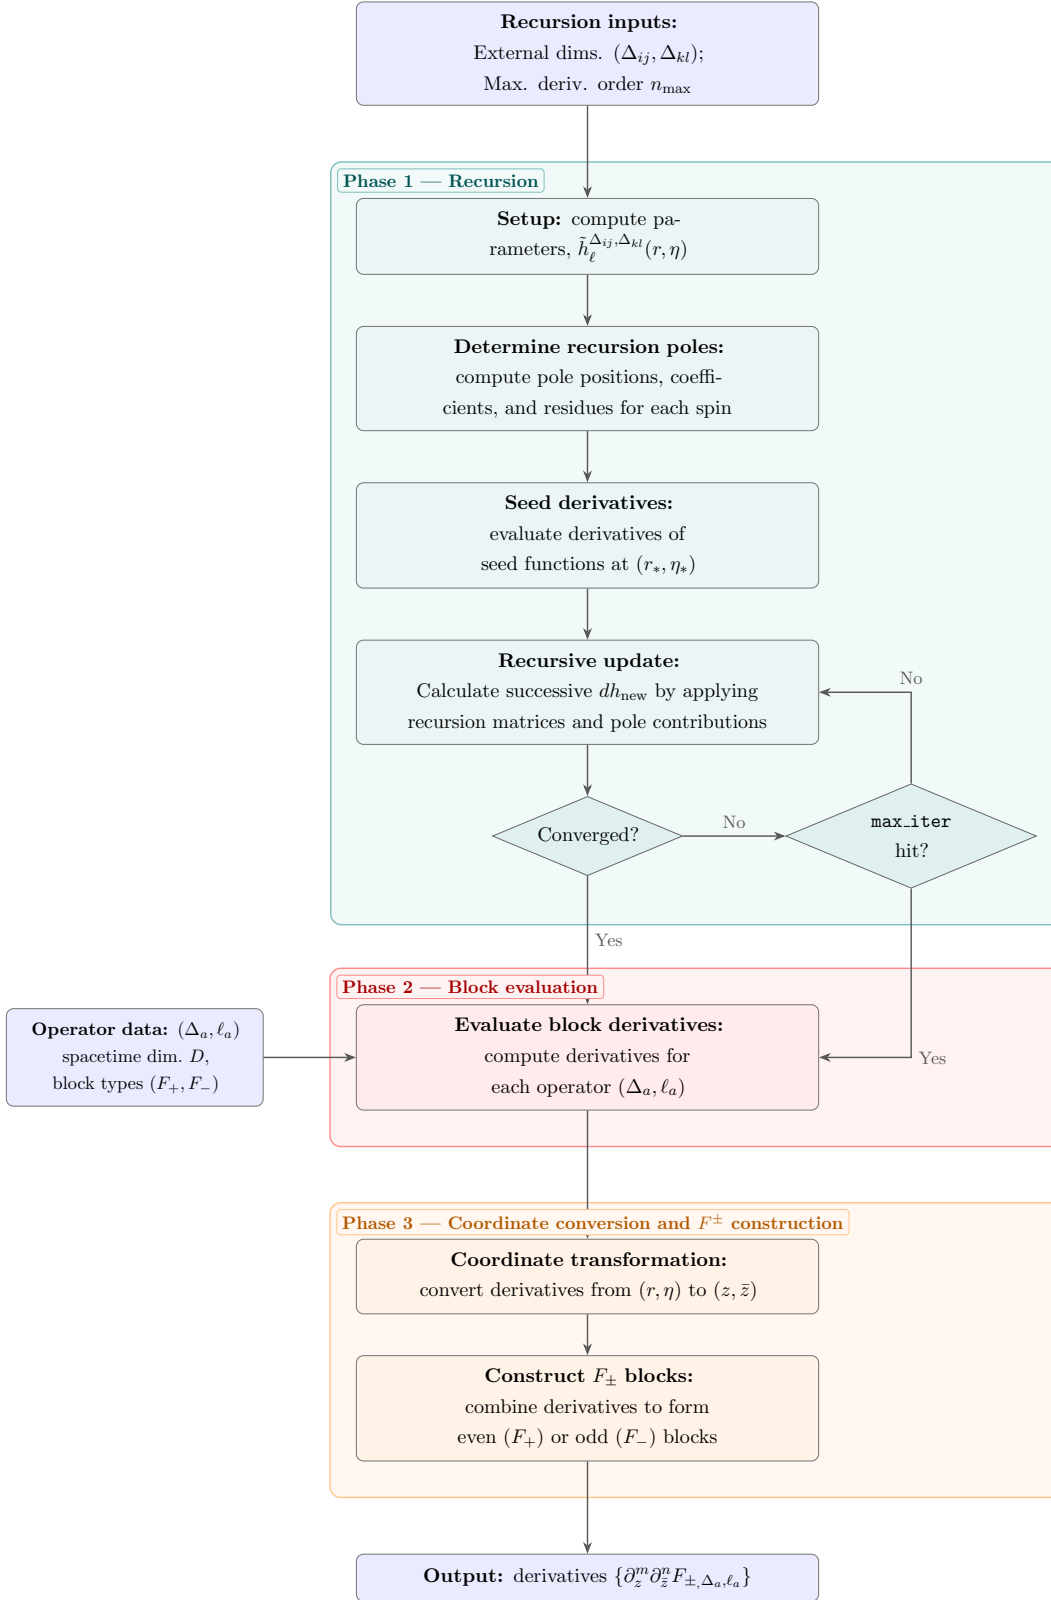 Recursion inputs:
External dims. (Δ_{ij}, Δ_{kl});
Max. deriv. order n_{max}
Phase 1 — Recursion
Setup: compute pa-
rameters, h̃_ℓ^{Δ_{ij},Δ_{kl}}(r, η)
Determine recursion poles:
compute pole positions, coeffi-
cients, and residues for each spin
Seed derivatives:
evaluate derivatives of
seed functions at (r_*, η_*)
Recursive update:
Calculate successive dh_{new} by applying
recursion matrices and pole contributions
No
Converged?
No
max_iter
hit?
Yes
Phase 2 — Block evaluation
Operator data: (Δ_a, ℓ_a)
spacetime dim. D,
block types (F_+, F_−)
Evaluate block derivatives:
compute derivatives for
each operator (Δ_a, ℓ_a)
Yes
Phase 3 — Coordinate conversion and F^± construction
Coordinate transformation:
convert derivatives from (r, η) to (z, z̄)
Construct F_± blocks:
combine derivatives to form
even (F_+) or odd (F_−) blocks
Output: derivatives {∂_z^m ∂_{z̄}^n F_{±,Δ_a,ℓ_a}}